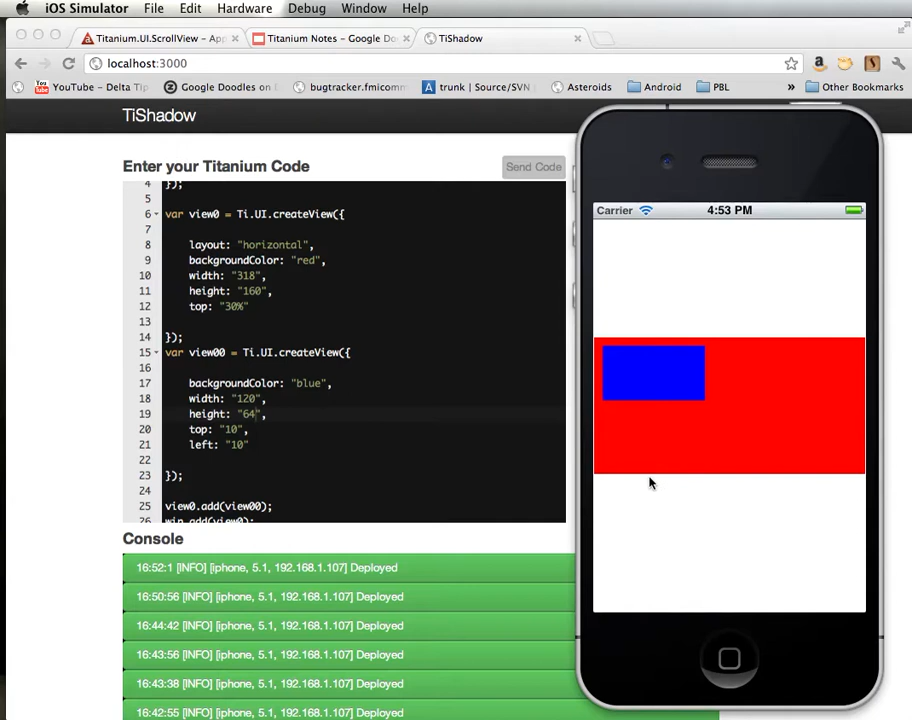 iOS Simulator File Edit Hardware Debug Window Help
Titanium.UI.ScrollView - App
Titanium Notes - Google Do
TiShadow
localhost:3000
YouTube - Delta Tip
Google Doodles on
bugtracker.fmicomm
trunk | Source/SVN
Asteroids
Android
PBL
»
Other Bookmarks
TiShadow
Enter your Titanium Code
Send Code
4 });
5
6 var view0 = Ti.UI.createView({
7
8 layout: "horizontal",
9 backgroundColor: "red",
10 width: "318",
11 height: "160",
12 top: "30%"
13
14 });
15 var view00 = Ti.UI.createView({
16
17 backgroundColor: "blue",
18 width: "120",
19 height: "64",
20 top: "10",
21 left: "10"
22
23 });
24
25 view0.add(view00);
26 win.add(view0);
Console
16:52:1 [INFO] [iphone, 5.1, 192.168.1.107] Deployed
16:50:56 [INFO] [iphone, 5.1, 192.168.1.107] Deployed
16:44:42 [INFO] [iphone, 5.1, 192.168.1.107] Deployed
16:43:56 [INFO] [iphone, 5.1, 192.168.1.107] Deployed
16:43:38 [INFO] [iphone, 5.1, 192.168.1.107] Deployed
16:42:55 [INFO] [iphone, 5.1, 192.168.1.107] Deployed
Carrier 4:53 PM